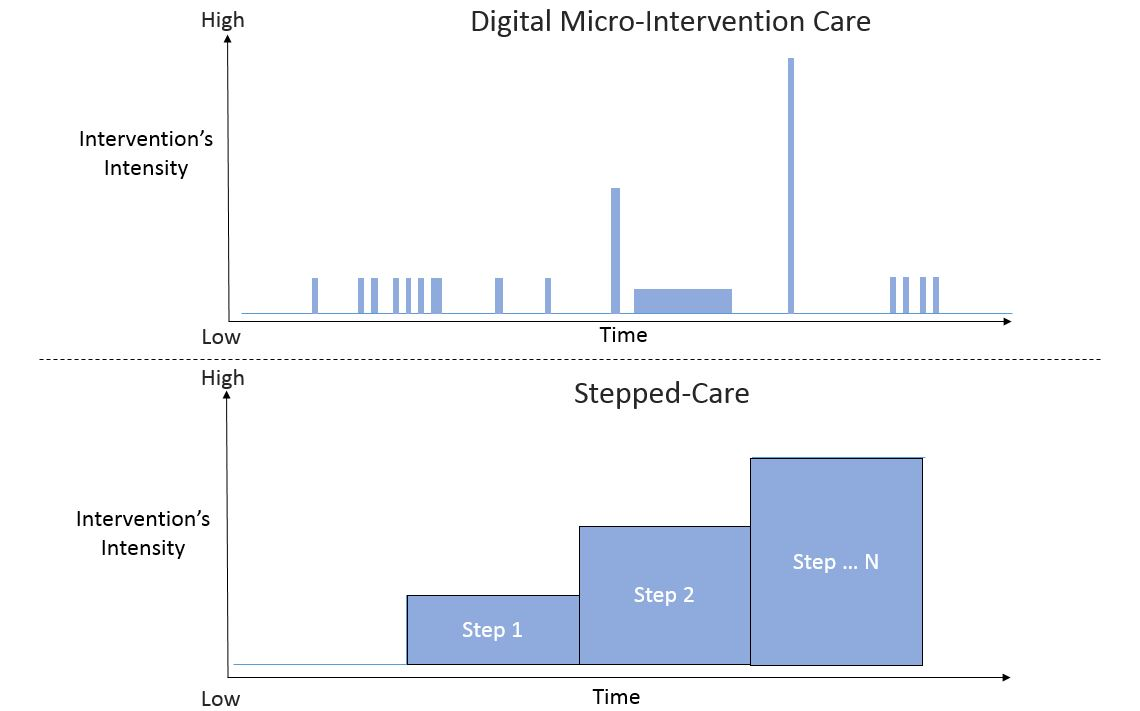 High
Digital Micro-Intervention Care
Intervention’s
Intensity
Low
Time
High
Stepped-Care
Intervention’s
Intensity
Step 1
Step 2
Step ... N
Low
Time